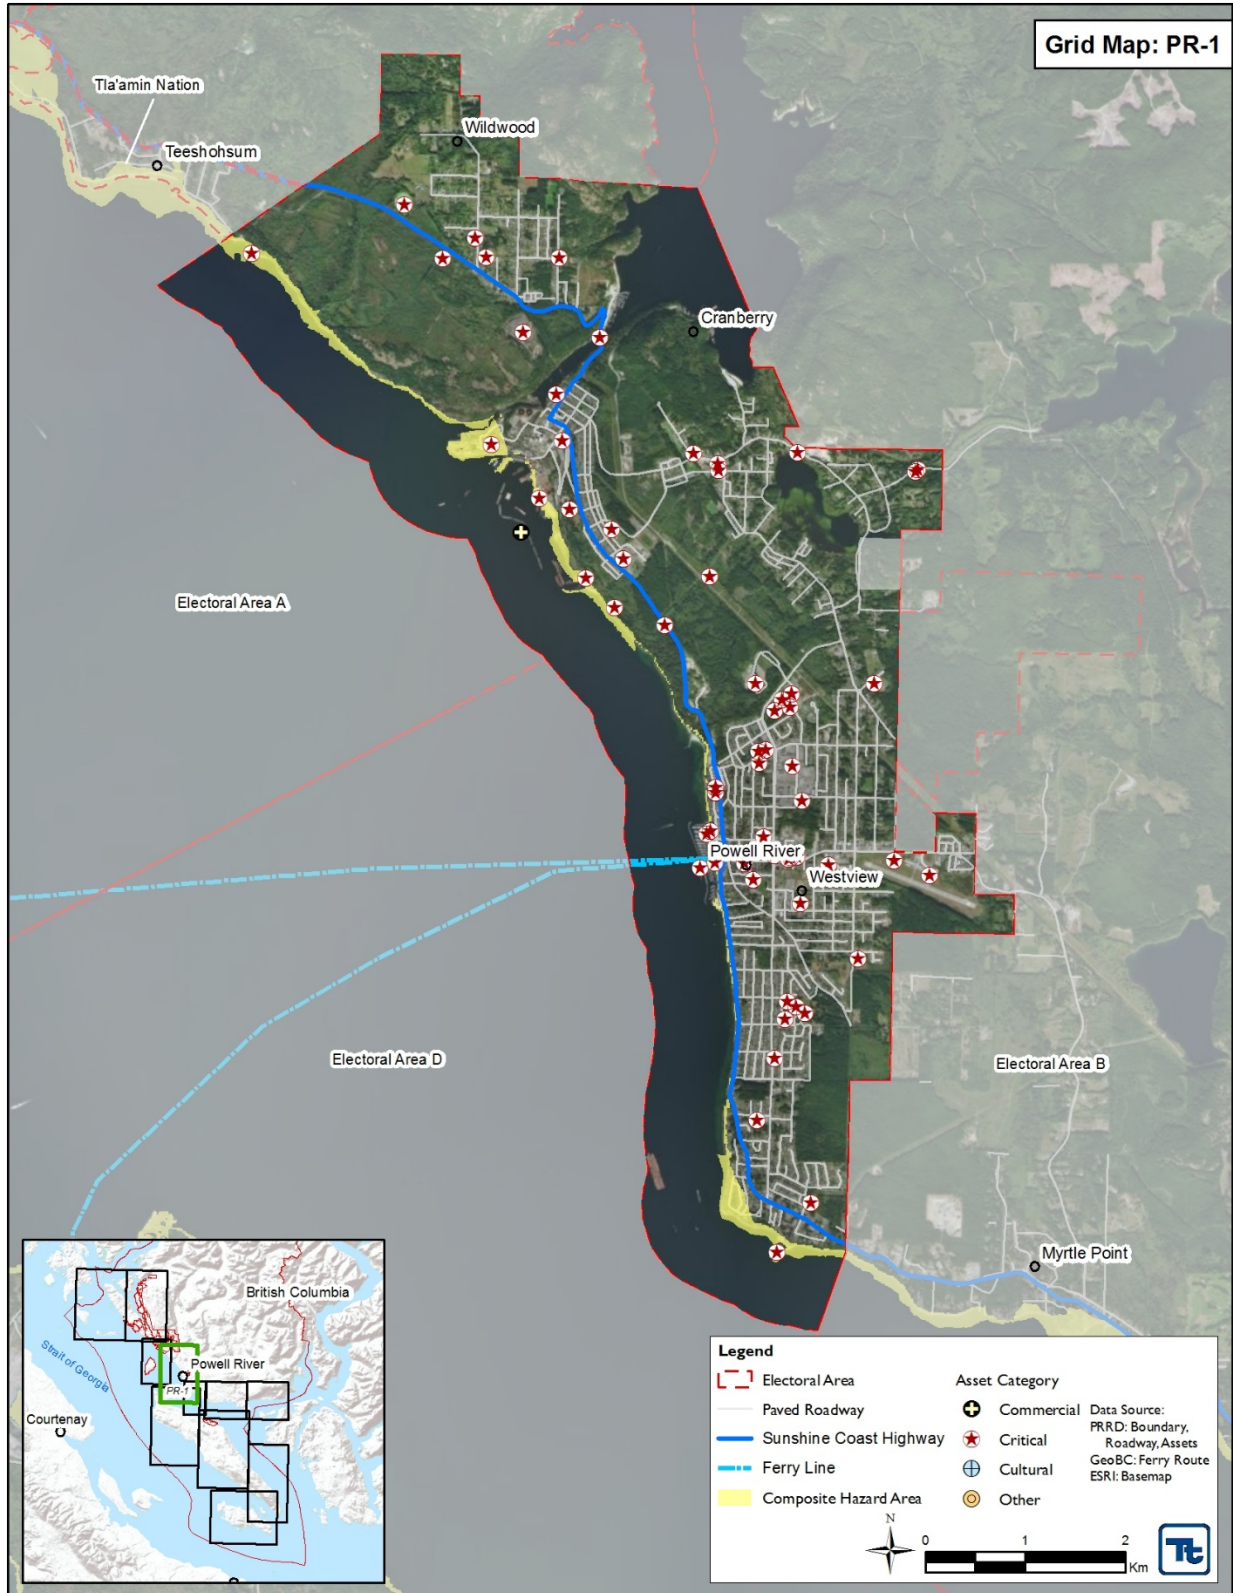 Grid Map: PR-1
Tla'amin Nation
Wildwood
Teeshohsum
Cranberry
Electoral Area A
Powell River
Westview
Electoral Area D
Electoral Area B
Myrtle Point
British Columbia
Strait of Georgia
Powell River
PR-1
Courtenay
Legend
Electoral Area
Paved Roadway
Sunshine Coast Highway
Ferry Line
Composite Hazard Area
Asset Category
Commercial
Critical
Cultural
Other
Data Source:
PRRD: Boundary,
Roadway, Assets
GeoBC: Ferry Route
ESRI: Basemap
N
0 1 2
Km
Tt